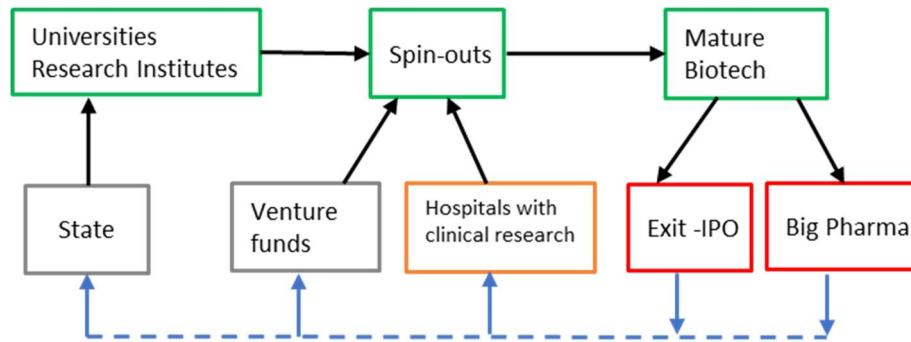 Universities
Research Institutes
Spin-outs
Mature
Biotech
State
Venture
funds
Hospitals with
clinical research
Exit -IPO
Big Pharma